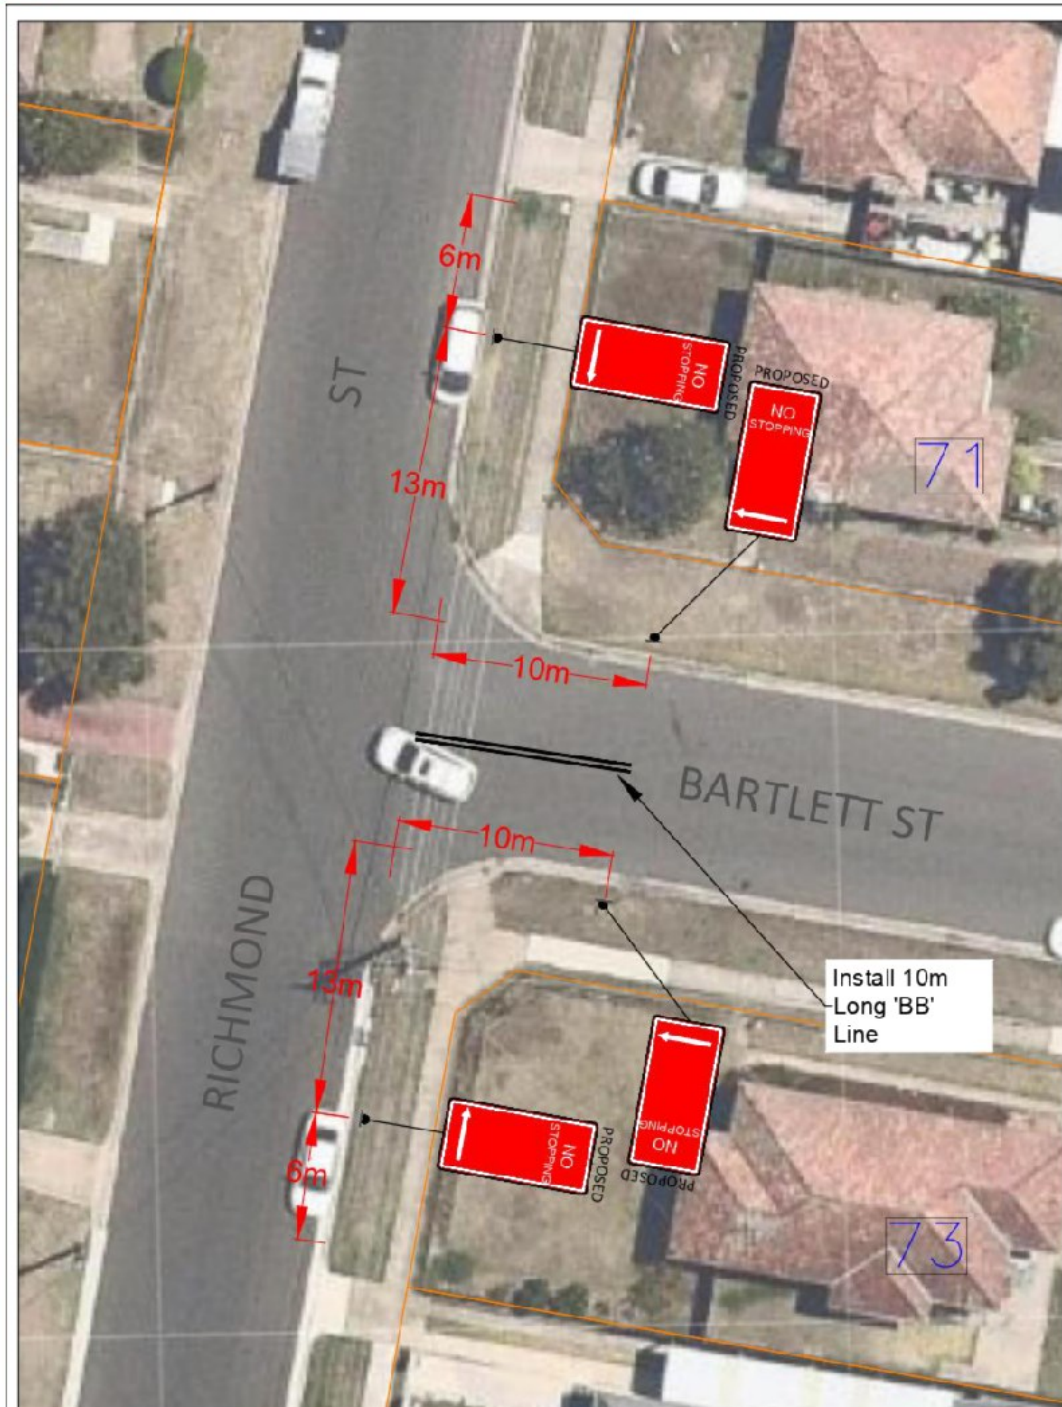 6m
ST
NO
STOPPING
PROPOSED
PROPOSED
NO
STOPPING
71
13m
10m
BARTLETT ST
10m
RICHMOND
13m
Install 10m
Long 'BB'
Line
NO
STOPPING
PROPOSED
NO
STOPPING
PROPOSED
6m
73